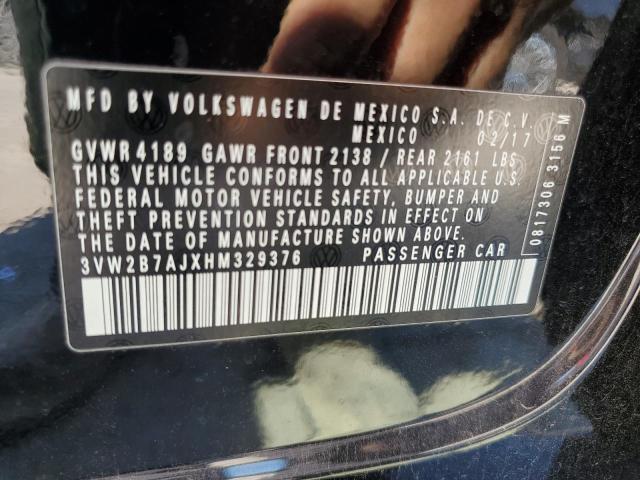 MFD BY VOLKSWAGEN DE MEXICO S.A. DE C.V.
MEXICO 02/17
GVWR 4189 GAWR FRONT 2138 / REAR 2161 LBS
THIS VEHICLE CONFORMS TO ALL APPLICABLE U.S.
FEDERAL MOTOR VEHICLE SAFETY, BUMPER AND
THEFT PREVENTION STANDARDS IN EFFECT ON
THE DATE OF MANUFACTURE SHOWN ABOVE.
3VW2B7AJXHM329376 PASSENGER CAR
0817306 3156 M